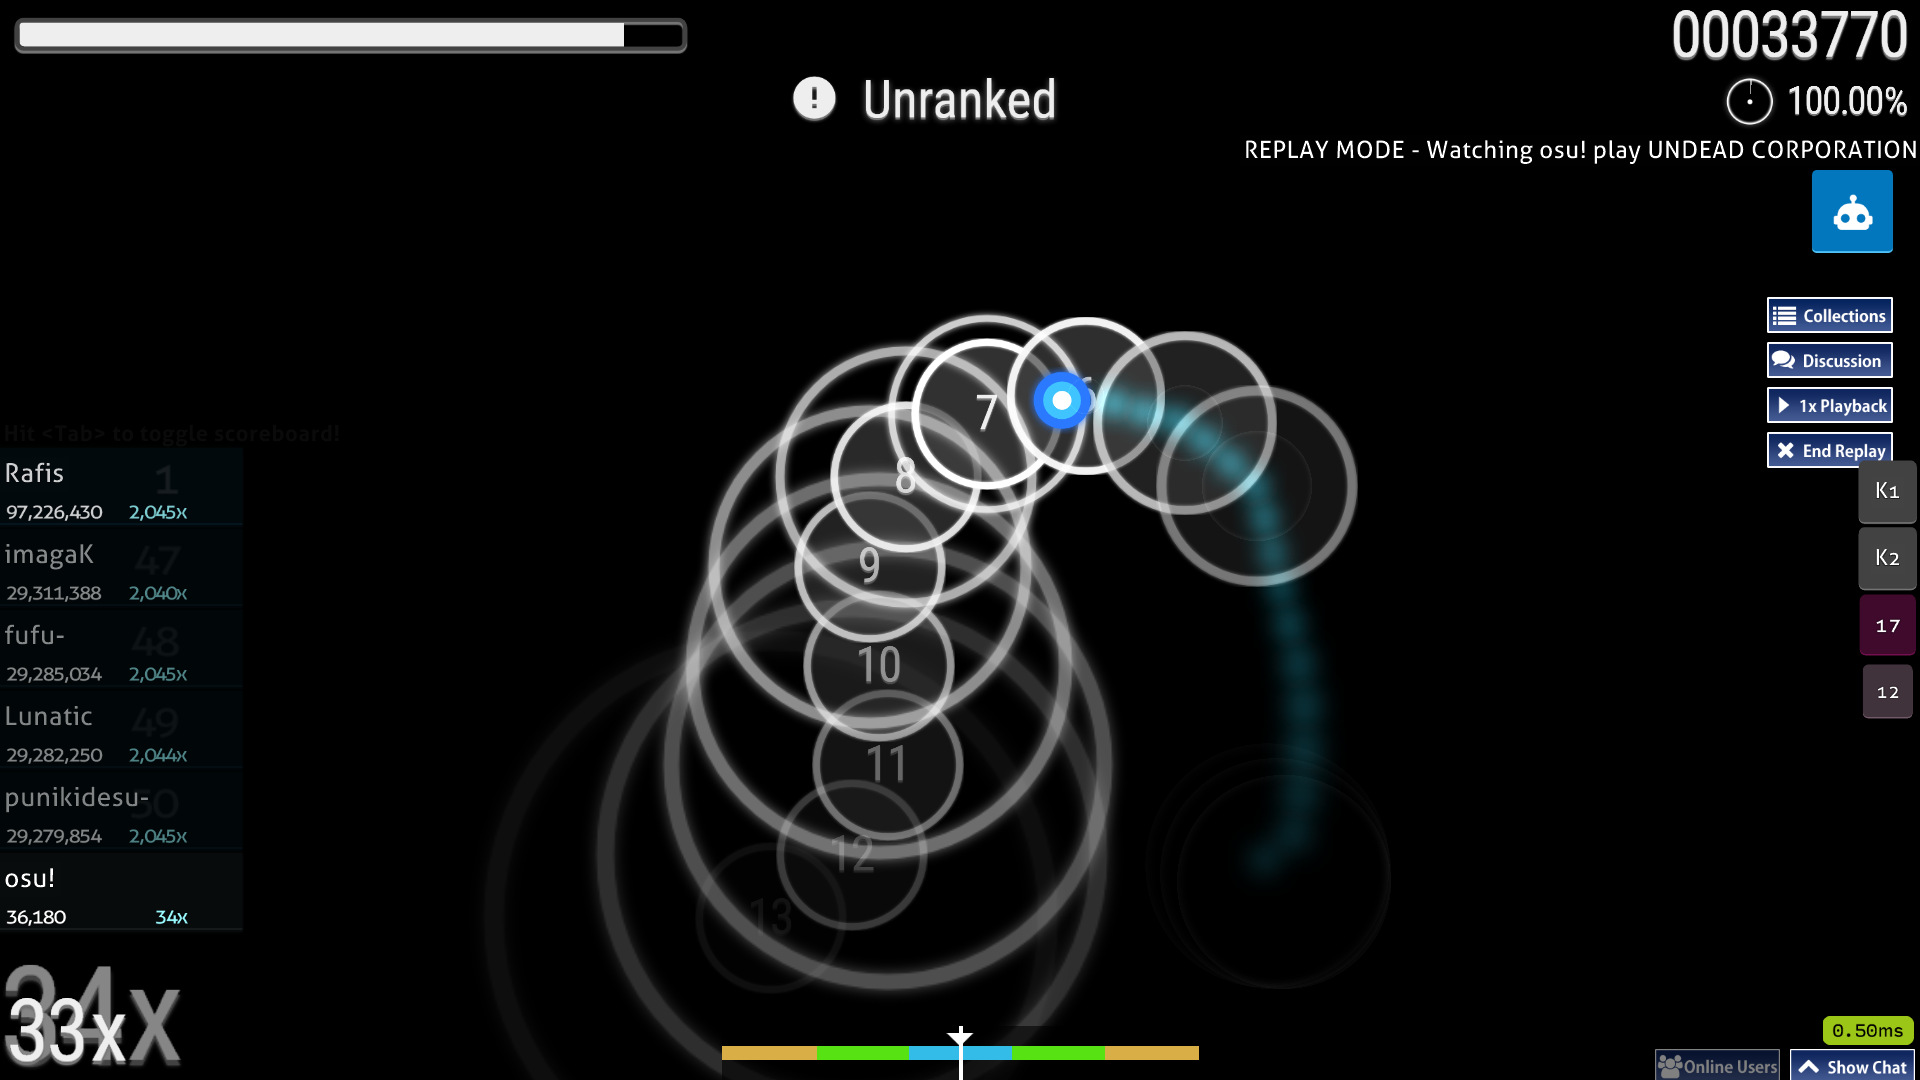 00033770
! Unranked
100.00%
REPLAY MODE - Watching osu! play UNDEAD CORPORATION
Collections
Discussion
1x Playback
End Replay
K1
K2
17
12
Hit <Tab> to toggle scoreboard!
Rafis 1
97,226,430 2,045x
imagaK 47
29,311,388 2,040x
fufu- 48
29,285,034 2,045x
Lunatic 49
29,282,250 2,044x
punikidesu- 50
29,279,854 2,045x
osu!
36,180 34x
34x
33x
6
7
8
9
10
11
12
13
0.50ms
Online Users
Show Chat